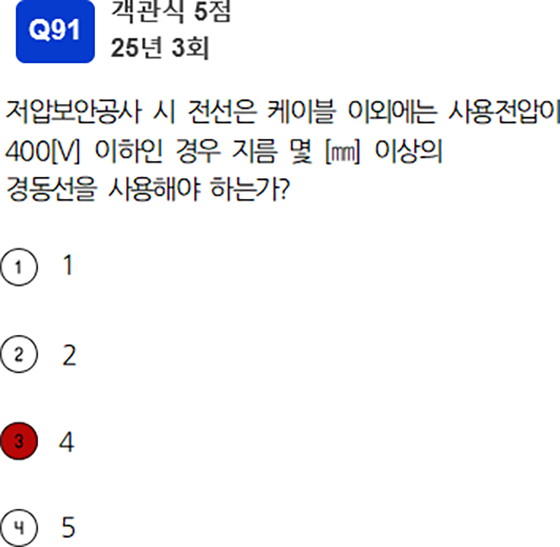 Q91
객관식 5점
25년 3회
저압보안공사 시 전선은 케이블 이외에는 사용전압이
400[V] 이하인 경우 지름 몇 [㎜] 이상의
경동선을 사용해야 하는가?
1 1
2 2
3 4
4 5